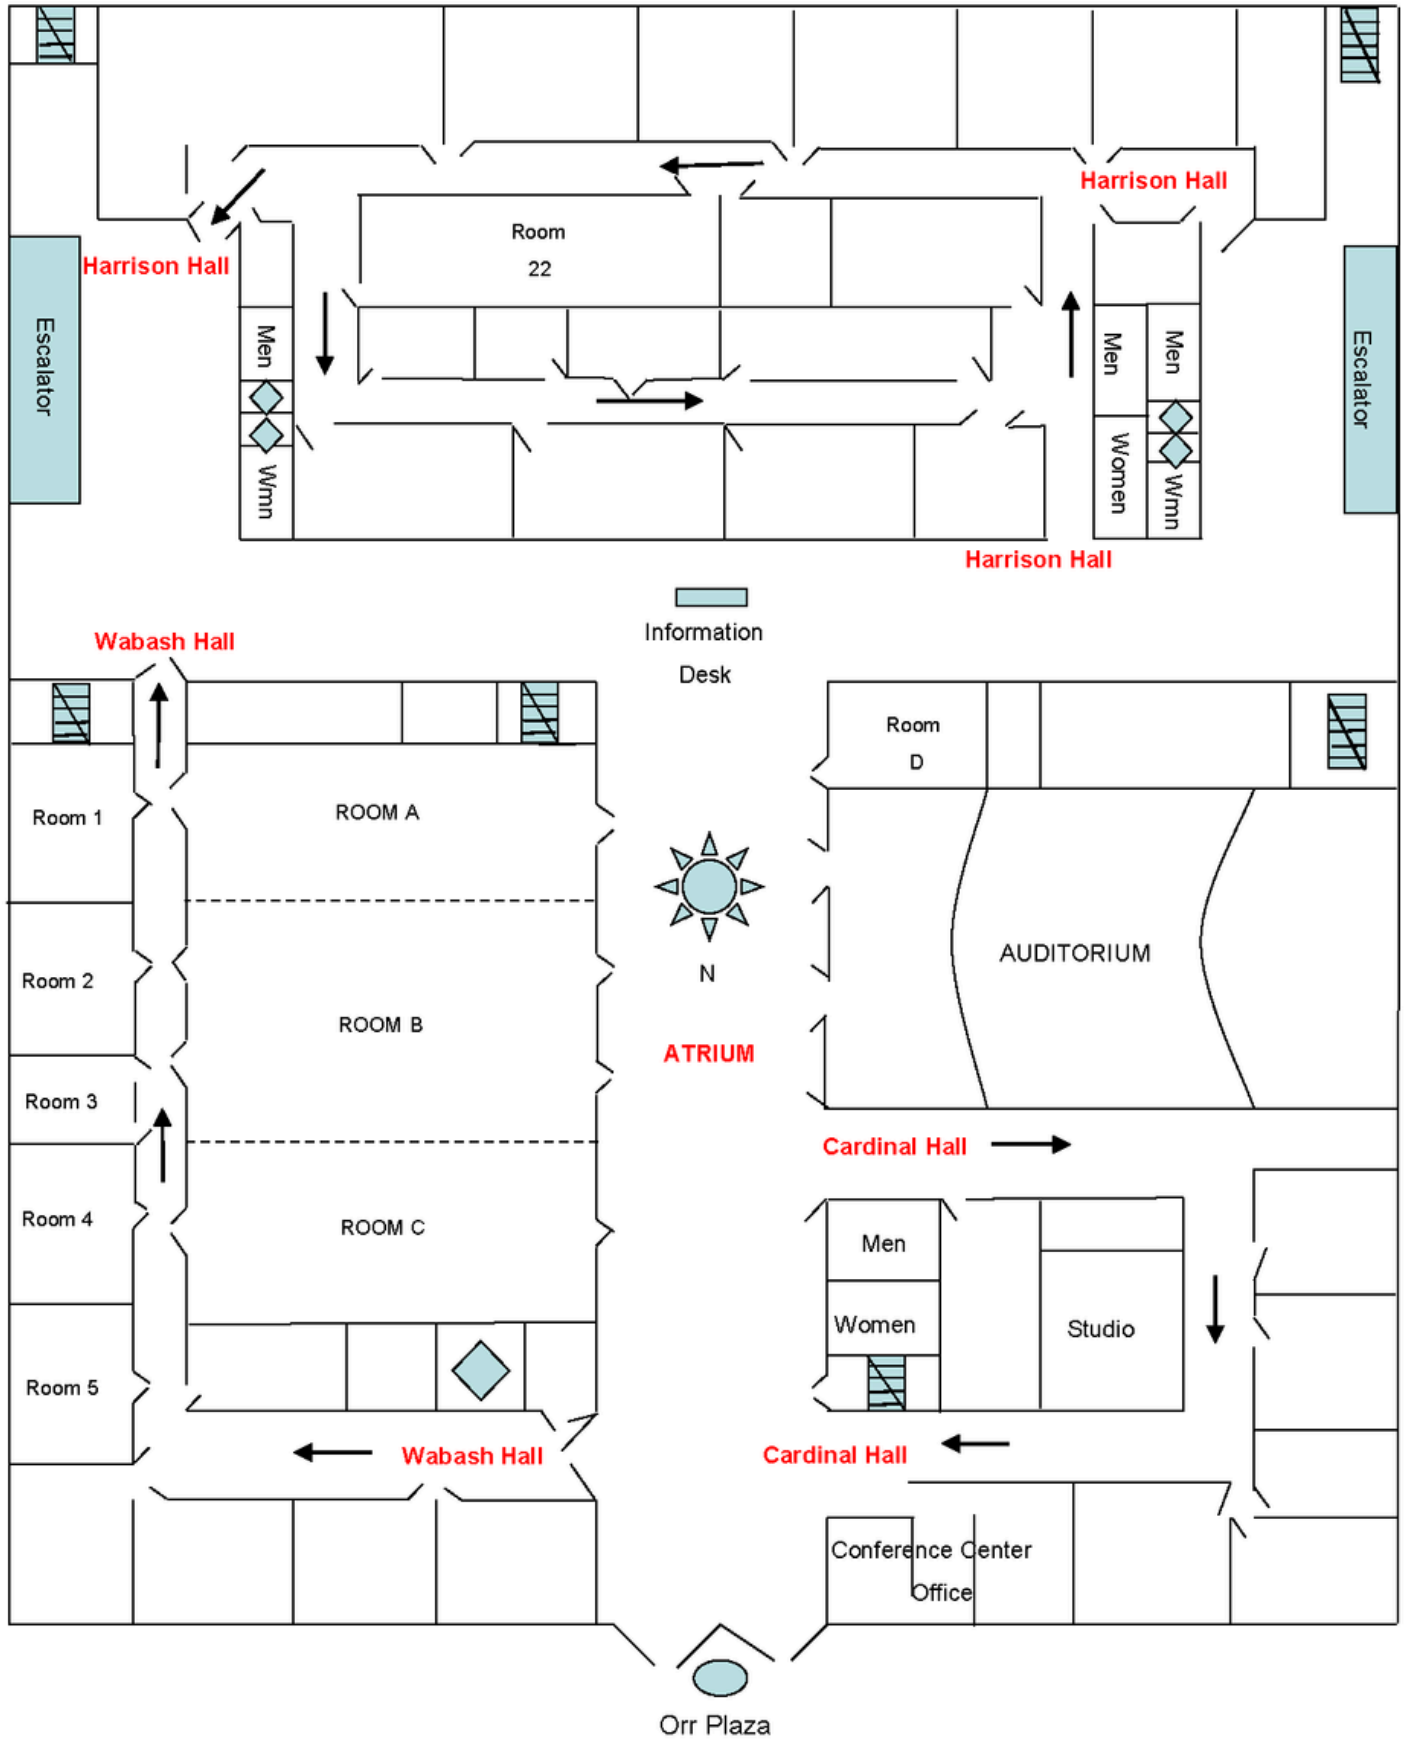 Harrison Hall
Room
22
Harrison Hall
Escalator
Men
Wmn
Men
Women
Men
Wmn
Escalator
Harrison Hall
Information
Desk
Wabash Hall
Room
D
Room 1
ROOM A
Room 2
ROOM B
N
AUDITORIUM
ATRIUM
Room 3
Cardinal Hall
Room 4
ROOM C
Men
Women
Studio
Room 5
Wabash Hall
Cardinal Hall
Conference Center
Office
Orr Plaza